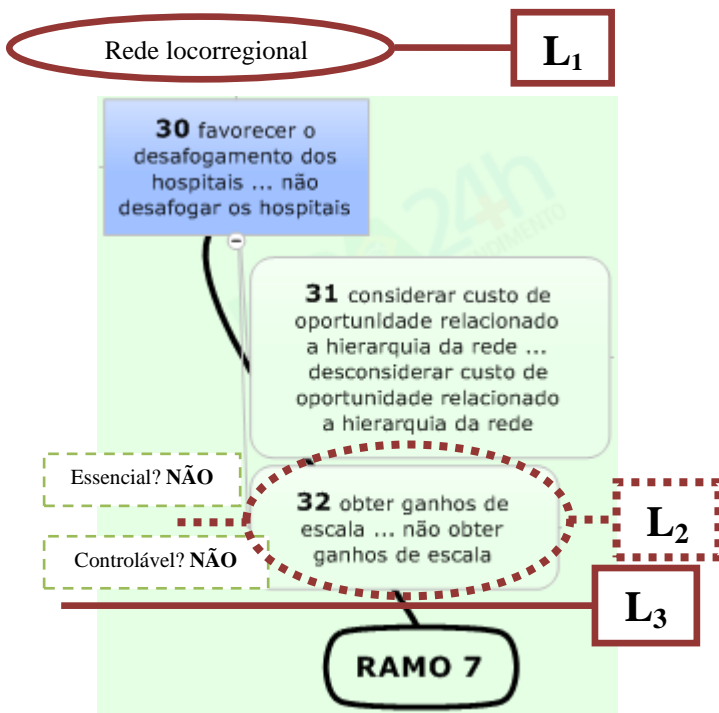 Rede locorregional
L₁
30 favorecer o
desafogamento dos
hospitais ... não
desafogar os hospitais
24h
31 considerar custo de
oportunidade relacionado
a hierarquia da rede ...
desconsiderar custo de
oportunidade relacionado
a hierarquia da rede
Essencial? NÃO
32 obter ganhos de
escala ... não obter
ganhos de escala
L₂
Controlável? NÃO
L₃
RAMO 7